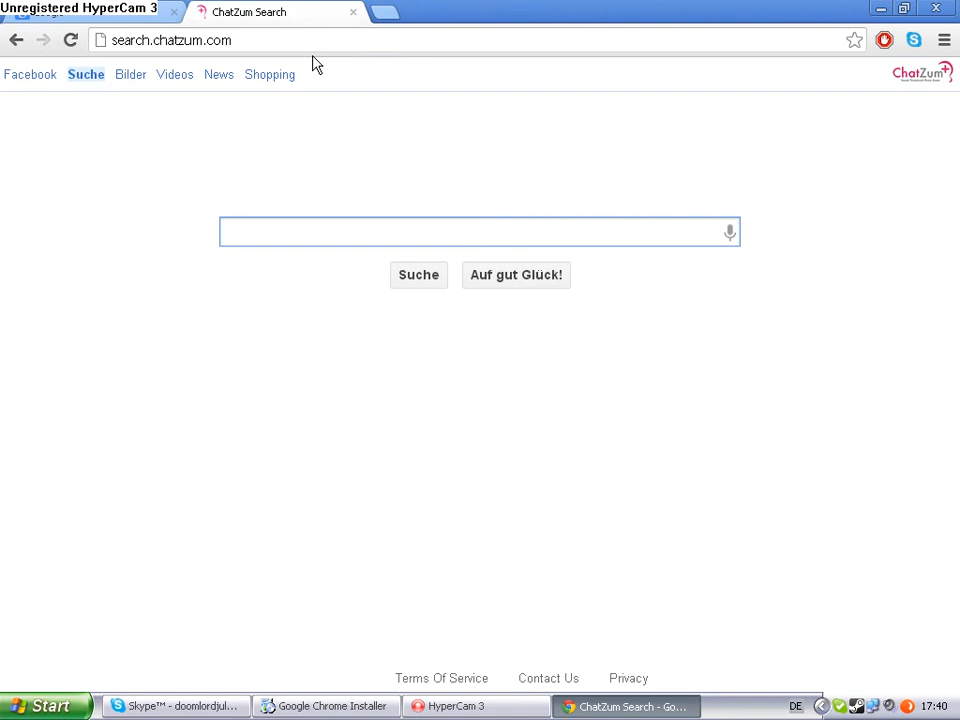 Unregistered HyperCam 3
ChatZum Search
search.chatzum.com
Facebook Suche Bilder Videos News Shopping
ChatZum
Suche Auf gut Glück!
Terms Of Service Contact Us Privacy
Start Skype™ - doomlordjul... Google Chrome Installer HyperCam 3 ChatZum Search - Go... DE 17:40